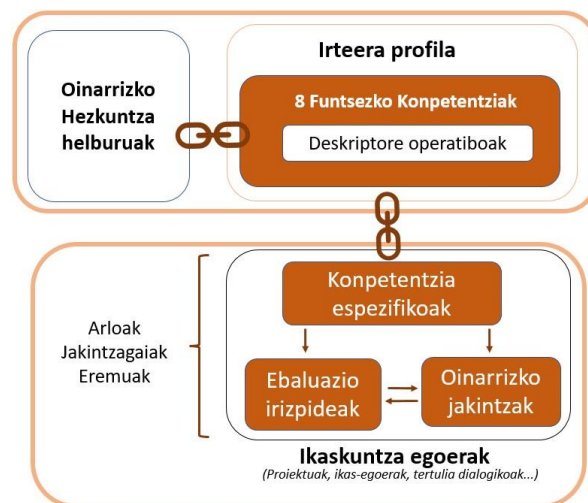 Oinarrizko
Hezkuntza
helburuak
Irteera profila
8 Funtsezko Konpetentziak
Deskriptore operatiboak
Arloak
Jakintzagaiak
Eremuak
Konpetentzia
espezifikoak
Ebaluazio
irizpideak
Oinarrizko
jakintzak
Ikaskuntza egoerak
(Proiektuak, ikas-egoerak, tertulia dialogikoak...)